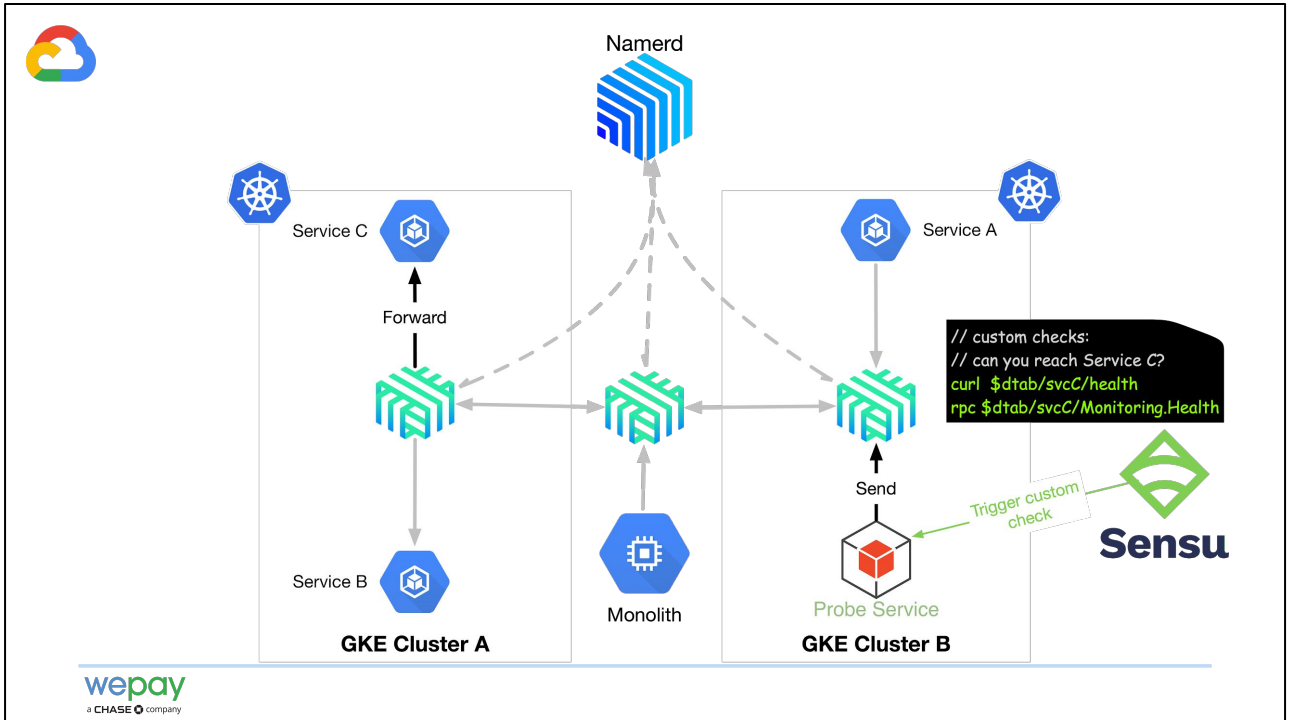 Namerd
Service C
Service A
Forward
// custom checks:
// can you reach Service C?
curl  $dtab/svcC/health
rpc $dtab/svcC/Monitoring.Health
Send
Trigger custom
check
Sensu
Service B
Monolith
Probe Service
GKE Cluster A
GKE Cluster B
wepay
a CHASE company